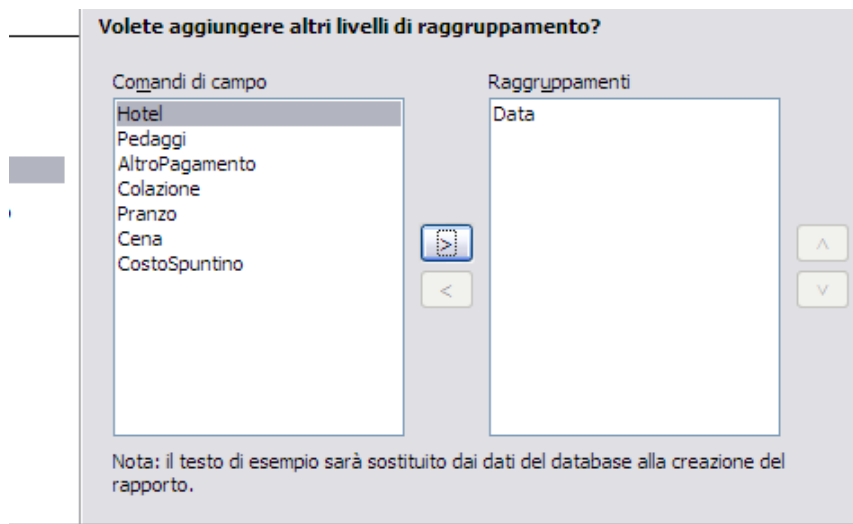 Volete aggiungere altri livelli di raggruppamento?
Comandi di campo
Raggruppamenti
Hotel
Data
Pedaggi
AltroPagamento
Colazione
Pranzo
Cena
CostoSpuntino
>
<
^
v
Nota: il testo di esempio sarà sostituito dai dati del database alla creazione del
rapporto.